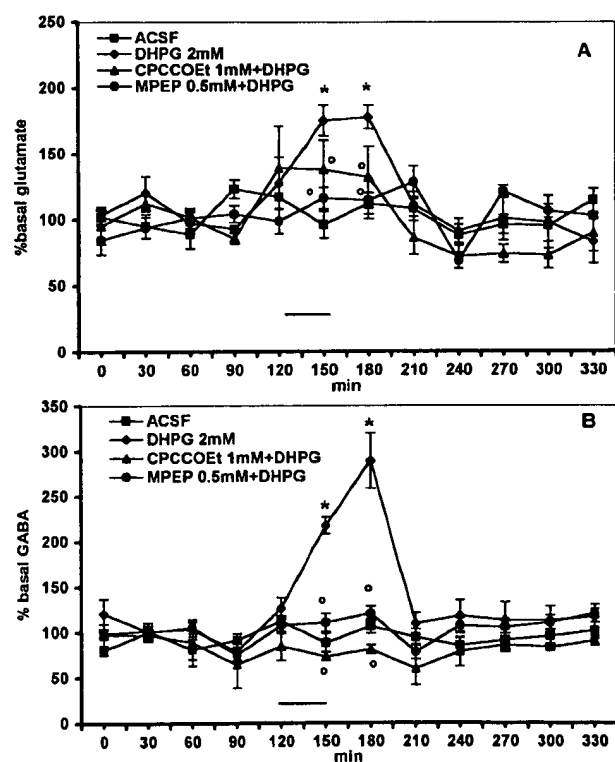 250
200
150
100
50
0
%basal glutamate
ACSF
DHPG 2mM
CPCCOEt 1mM+DHPG
MPEP 0.5mM+DHPG
A
* *
0 30 60 90 120 150 180 210 240 270 300 330
min
350
300
250
200
150
100
50
0
% basal GABA
ACSF
DHPG 2mM
CPCCOEt 1mM+DHPG
MPEP 0.5mM+DHPG
B
*
*
0 30 60 90 120 150 180 210 240 270 300 330
min